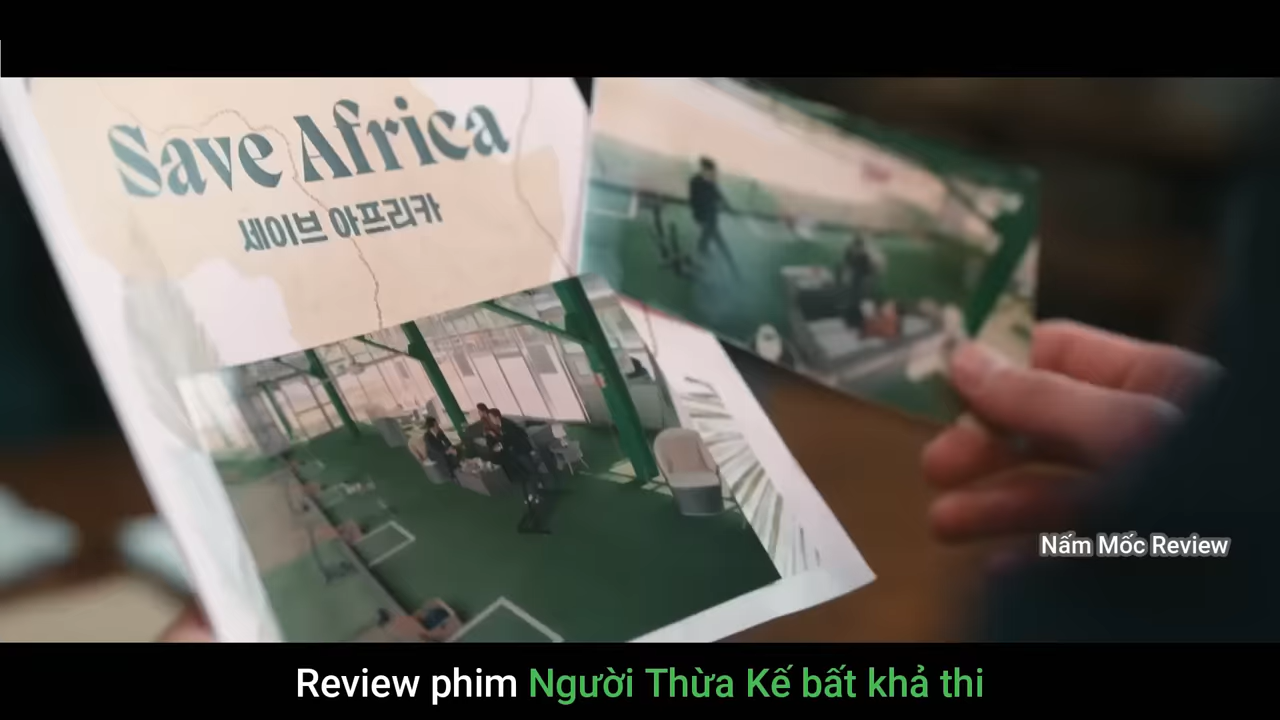 Save Africa
세이브 아프리카
Nấm Mốc Review
Review phim Người Thừa Kế bất khả thi